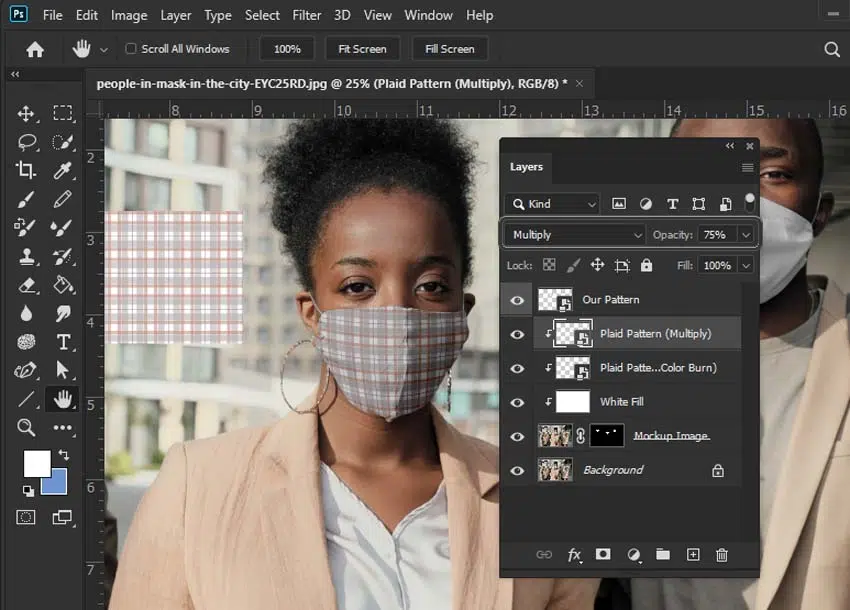 Ps File Edit Image Layer Type Select Filter 3D View Window Help
Scroll All Windows 100% Fit Screen Fill Screen
people-in-mask-in-the-city-EYC25RD.jpg @ 25% (Plaid Pattern (Multiply), RGB/8) *
8 9 10 11 12 13 14 15 16
2
3
4
5
6
7
Layers
Kind
Multiply Opacity: 75%
Lock: Fill: 100%
Our Pattern
Plaid Pattern (Multiply)
Plaid Patte...Color Burn)
White Fill
Mockup Image
Background
fx